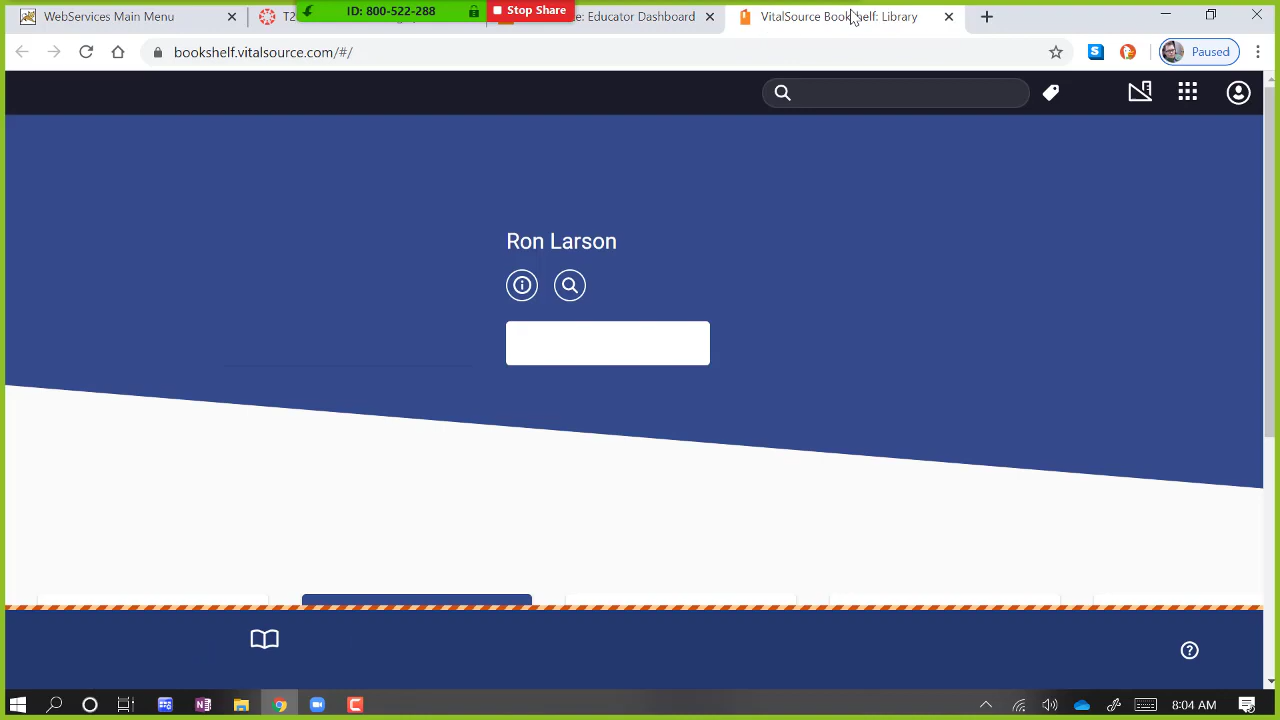 ID: 800-522-288
Stop Share
WebServices Main Menu
T2
: Educator Dashboard
VitalSource Bookshelf: Library
bookshelf.vitalsource.com/#/
Paused
Ron Larson
8:04 AM